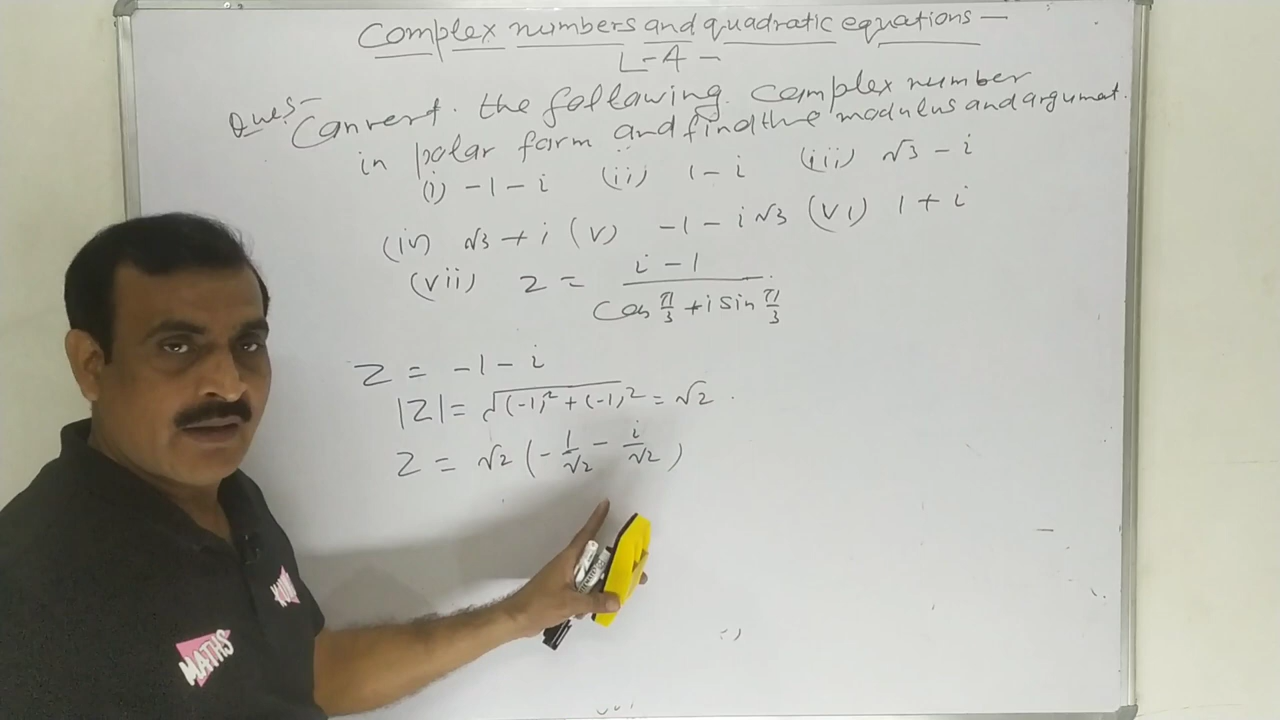 Complex numbers and quadratic equations —
L-4 -
Ques- Convert. the following. complex number
in polar form and find the modulus and argumat.
(i) -1 - i (ii) 1 - i (iii) √3 - i
(iv) √3 + i (v) -1 - i√3 (VI) 1 + i
(vii) z = i - 1 / Cos π/3 + i Sin π/3
Z = -1 - i
|Z| = √(-1)² + (-1)² = √2 .
Z = √2 (-1/√2 - i/√2)
MATHS